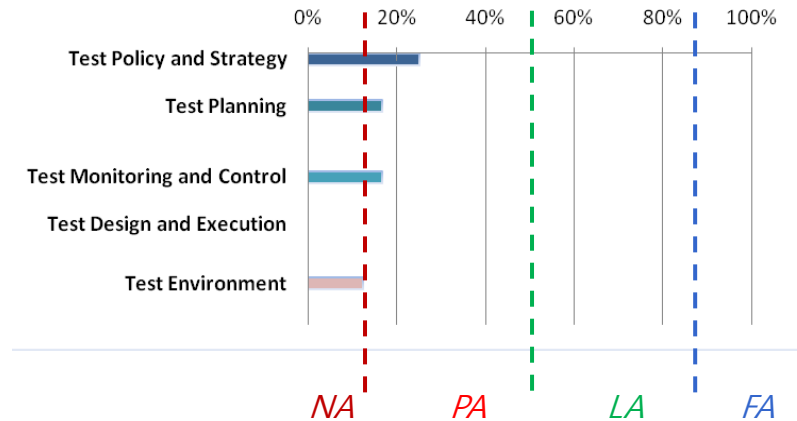 0% 20% 40% 60% 80% 100%
Test Policy and Strategy
Test Planning
Test Monitoring and Control
Test Design and Execution
Test Environment
NA PA LA FA